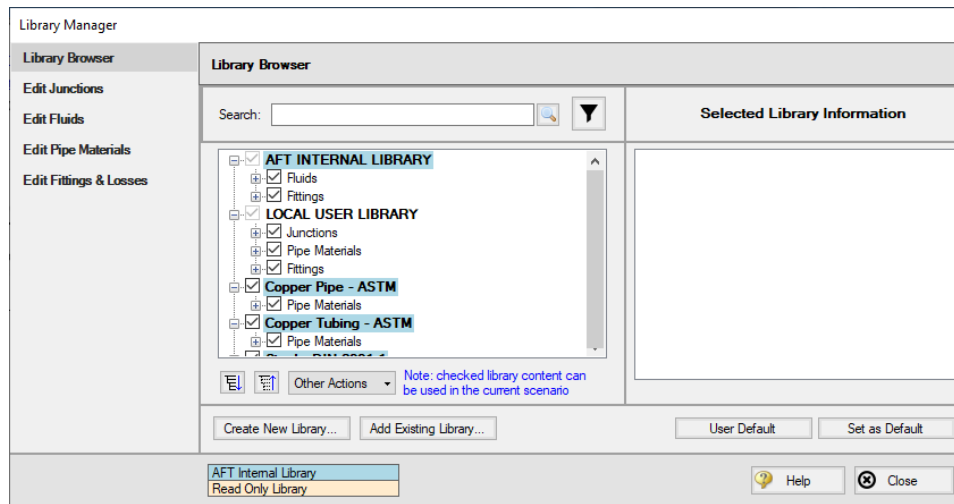 Library Manager
Library Browser
Edit Junctions
Edit Fluids
Edit Pipe Materials
Edit Fittings & Losses
Library Browser
Search:
AFT INTERNAL LIBRARY
Fluids
Fittings
LOCAL USER LIBRARY
Junctions
Pipe Materials
Fittings
Copper Pipe - ASTM
Pipe Materials
Copper Tubing - ASTM
Pipe Materials
Other Actions
Note: checked library content can
be used in the current scenario
Selected Library Information
Create New Library...
Add Existing Library...
User Default
Set as Default
AFT Internal Library
Read Only Library
Help
Close